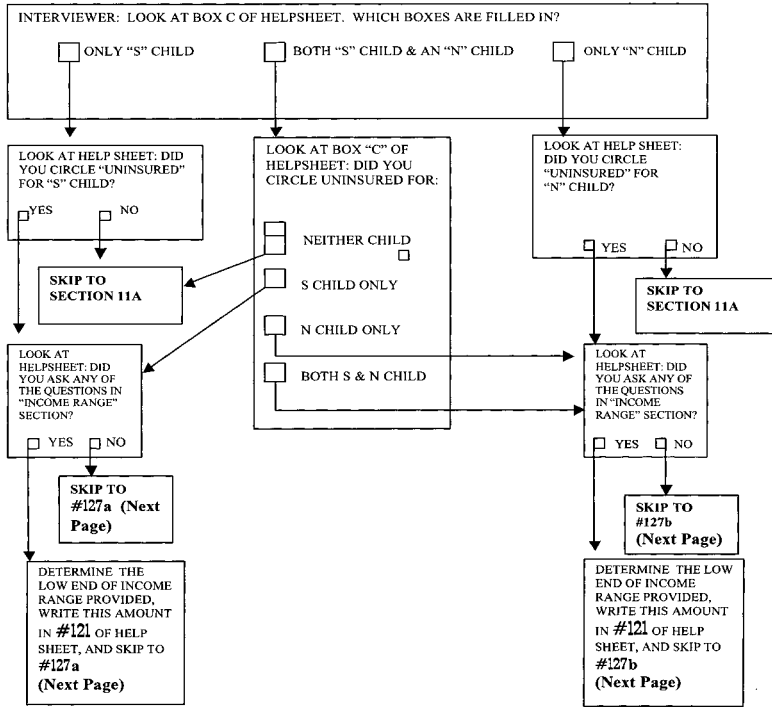 INTERVIEWER: LOOK AT BOX C OF HELPSHEET. WHICH BOXES ARE FILLED IN?
ONLY “S” CHILD
BOTH “S” CHILD & AN “N” CHILD
ONLY “N” CHILD
LOOK AT HELP SHEET: DID
YOU CIRCLE “UNINSURED”
FOR “S” CHILD?
YES
NO
SKIP TO
SECTION 11A
LOOK AT BOX “C” OF
HELPSHEET: DID YOU
CIRCLE UNINSURED FOR:
NEITHER CHILD
S CHILD ONLY
N CHILD ONLY
BOTH S & N CHILD
LOOK AT HELP SHEET:
DID YOU CIRCLE
“UNINSURED” FOR
“N” CHILD?
YES
NO
SKIP TO
SECTION 11A
LOOK AT
HELPSHEET: DID
YOU ASK ANY OF
THE QUESTIONS IN
“INCOME RANGE”
SECTION?
YES
NO
SKIP TO
#127a (Next
Page)
DETERMINE THE
LOW END OF INCOME
RANGE PROVIDED,
WRITE THIS AMOUNT
IN #121 OF HELP
SHEET, AND SKIP TO
#127a
(Next Page)
LOOK AT
HELPSHEET: DID
YOU ASK ANY OF
THE QUESTIONS
IN “INCOME
RANGE” SECTION?
YES
NO
SKIP TO
#127b
(Next Page)
DETERMINE THE LOW
END OF INCOME
RANGE PROVIDED,
WRITE THIS AMOUNT
IN #121 OF HELP
SHEET, AND SKIP TO
#127b
(Next Page)